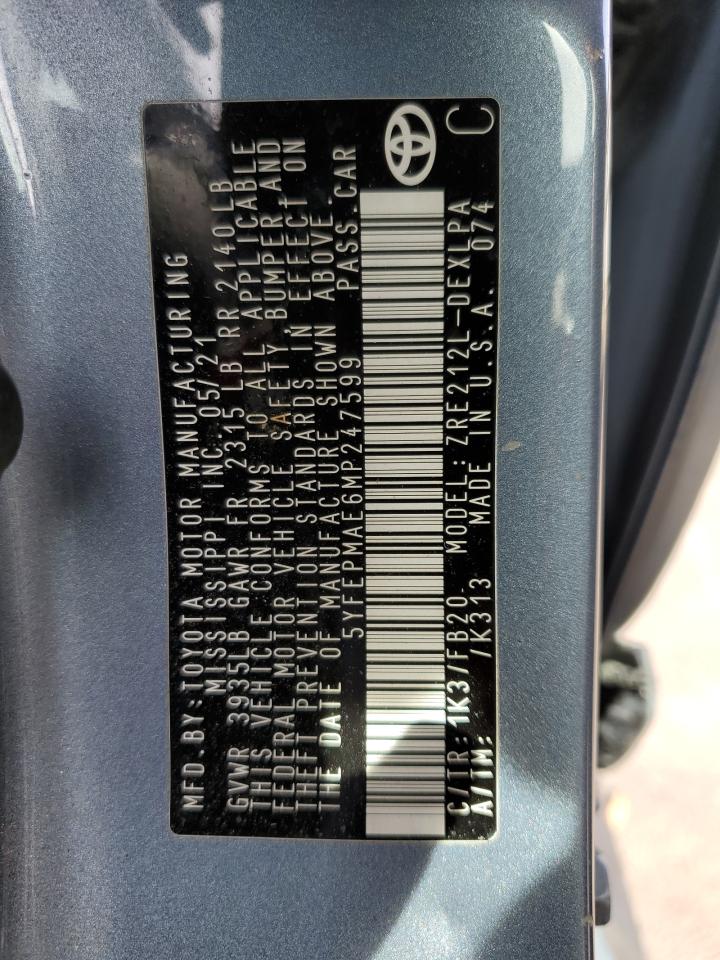 MFD.BY:TOYOTA MOTOR MANUFACTURING
MISSISSIPPI INC. 05/21
GVWR 3935LB GAWR FR 2315 LB RR 2140LB
THIS VEHICLE CONFORMS TO ALL APPLICABLE
FEDERAL MOTOR VEHICLE SAFETY, BUMPER AND
THEFT PREVENTION STANDARDS IN EFFECT ON
THE DATE OF MANUFACTURE SHOWN ABOVE.
5YFEPMAE6MP247599 PASS.CAR
C/TR: 1K3/FB20 MODEL: ZRE212L-DEXLPA
A/TM: /K313 MADE IN U.S.A. 074
C